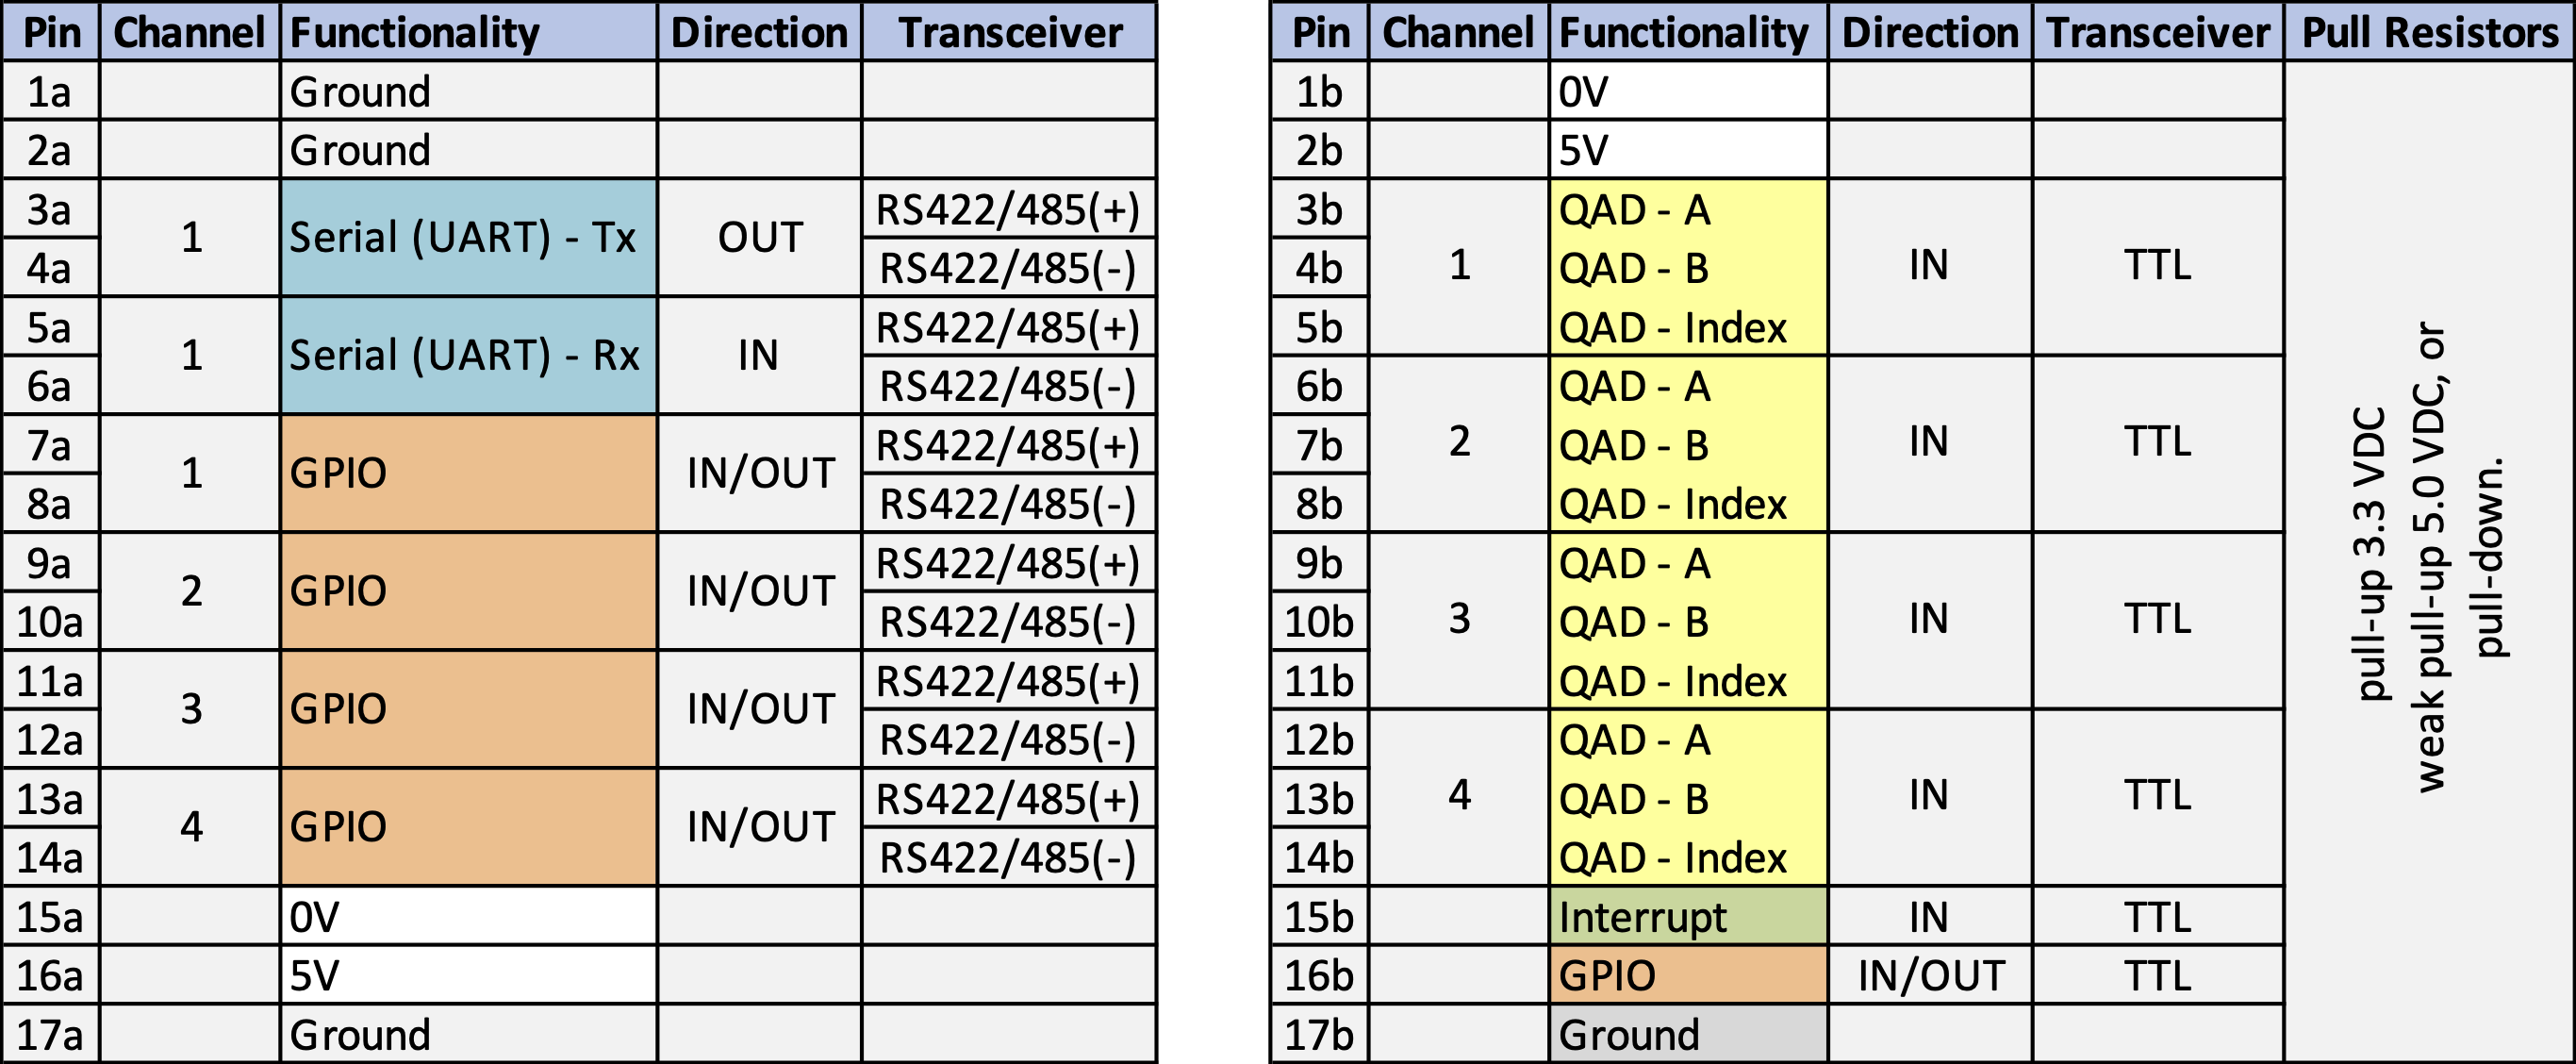 Pin Channel Functionality Direction Transceiver
1a Ground
2a Ground
3a 1 Serial (UART) - Tx OUT RS422/485(+)
4a RS422/485(-)
5a 1 Serial (UART) - Rx IN RS422/485(+)
6a RS422/485(-)
7a 1 GPIO IN/OUT RS422/485(+)
8a RS422/485(-)
9a 2 GPIO IN/OUT RS422/485(+)
10a RS422/485(-)
11a 3 GPIO IN/OUT RS422/485(+)
12a RS422/485(-)
13a 4 GPIO IN/OUT RS422/485(+)
14a RS422/485(-)
15a 0V
16a 5V
17a Ground
Pin Channel Functionality Direction Transceiver Pull Resistors
1b 0V
2b 5V
3b QAD - A
4b 1 QAD - B IN TTL
5b QAD - Index
6b QAD - A
7b 2 QAD - B IN TTL
8b QAD - Index
9b QAD - A
10b 3 QAD - B IN TTL
11b QAD - Index
12b QAD - A
13b 4 QAD - B IN TTL
14b QAD - Index
15b Interrupt IN TTL
16b GPIO IN/OUT TTL
17b Ground
pull-up 3.3 VDC
weak pull-up 5.0 VDC, or
pull-down.